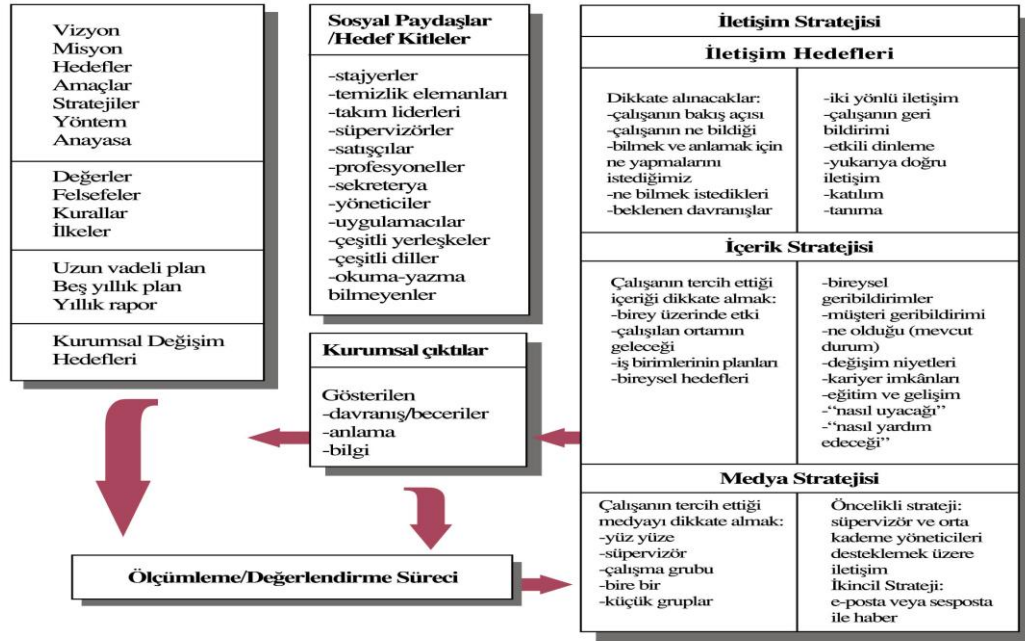 Vizyon
Misyon
Hedefler
Amaçlar
Stratejiler
Yöntem
Anayasa
Değerler
Felsefeler
Kurallar
İlkeler
Uzun vadeli plan
Beş yıllık plan
Yıllık rapor
Kurumsal Değişim
Hedefleri
Sosyal Paydaşlar
/Hedef Kitleler
-stajyerler
-temizlik elemanları
-takım liderleri
-süpervizörler
-satışçılar
-profesyoneller
-sekreterya
-yöneticiler
-uygulamacılar
-çeşitli yerleşkeler
-çeşitli diller
-okuma-yazma
bilmeyenler
Kurumsal çıktılar
Gösterilen
-davranış/beceriler
-anlama
-bilgi
Ölçümleme/Değerlendirme Süreci
İletişim Stratejisi
İletişim Hedefleri
Dikkate alınacaklar:
-çalışanın bakış açısı
-çalışanın ne bildiği
-bilmek ve anlamak için
ne yapmalarını
istediğimiz
-ne bilmek istedikleri
-beklenen davranışlar
-iki yönlü iletişim
-çalışanın geri
bildirimi
-etkili dinleme
-yukarıya doğru
iletişim
-katılım
-tanıma
İçerik Stratejisi
Çalışanın tercih ettiği
içeriği dikkate almak:
-birey üzerinde etki
-çalışılan ortamın
geleceği
-iş birimlerinin planları
-bireysel hedefleri
-bireysel
geribildirimler
-müşteri geribildirimi
-ne olduğu (mevcut
durum)
-değişim niyetleri
-kariyer imkânları
-eğitim ve gelişim
-“nasıl uyacağı”
-“nasıl yardım
edeceği”
Medya Stratejisi
Çalışanın tercih ettiği
medyayı dikkate almak:
-yüz yüze
-süpervizör
-çalışma grubu
-bire bir
-küçük gruplar
Öncelikli strateji:
süpervizör ve orta
kademe yöneticileri
desteklemek üzere
iletişim
İkincil Strateji:
e-posta veya sesposta
ile haber